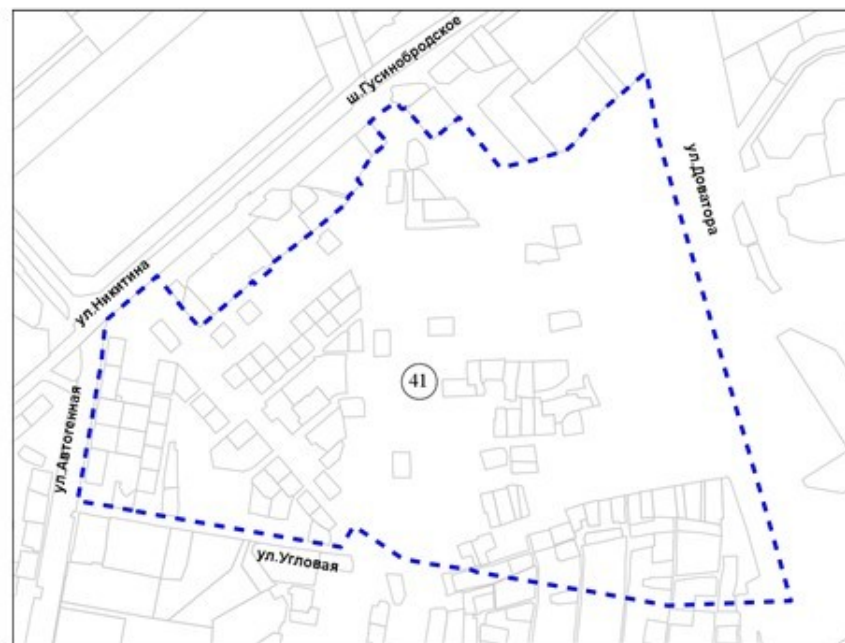 ш.Гусинобродское
ул.Доватора
ул.Никитина
41
ул.Автогенная
ул.Угловая